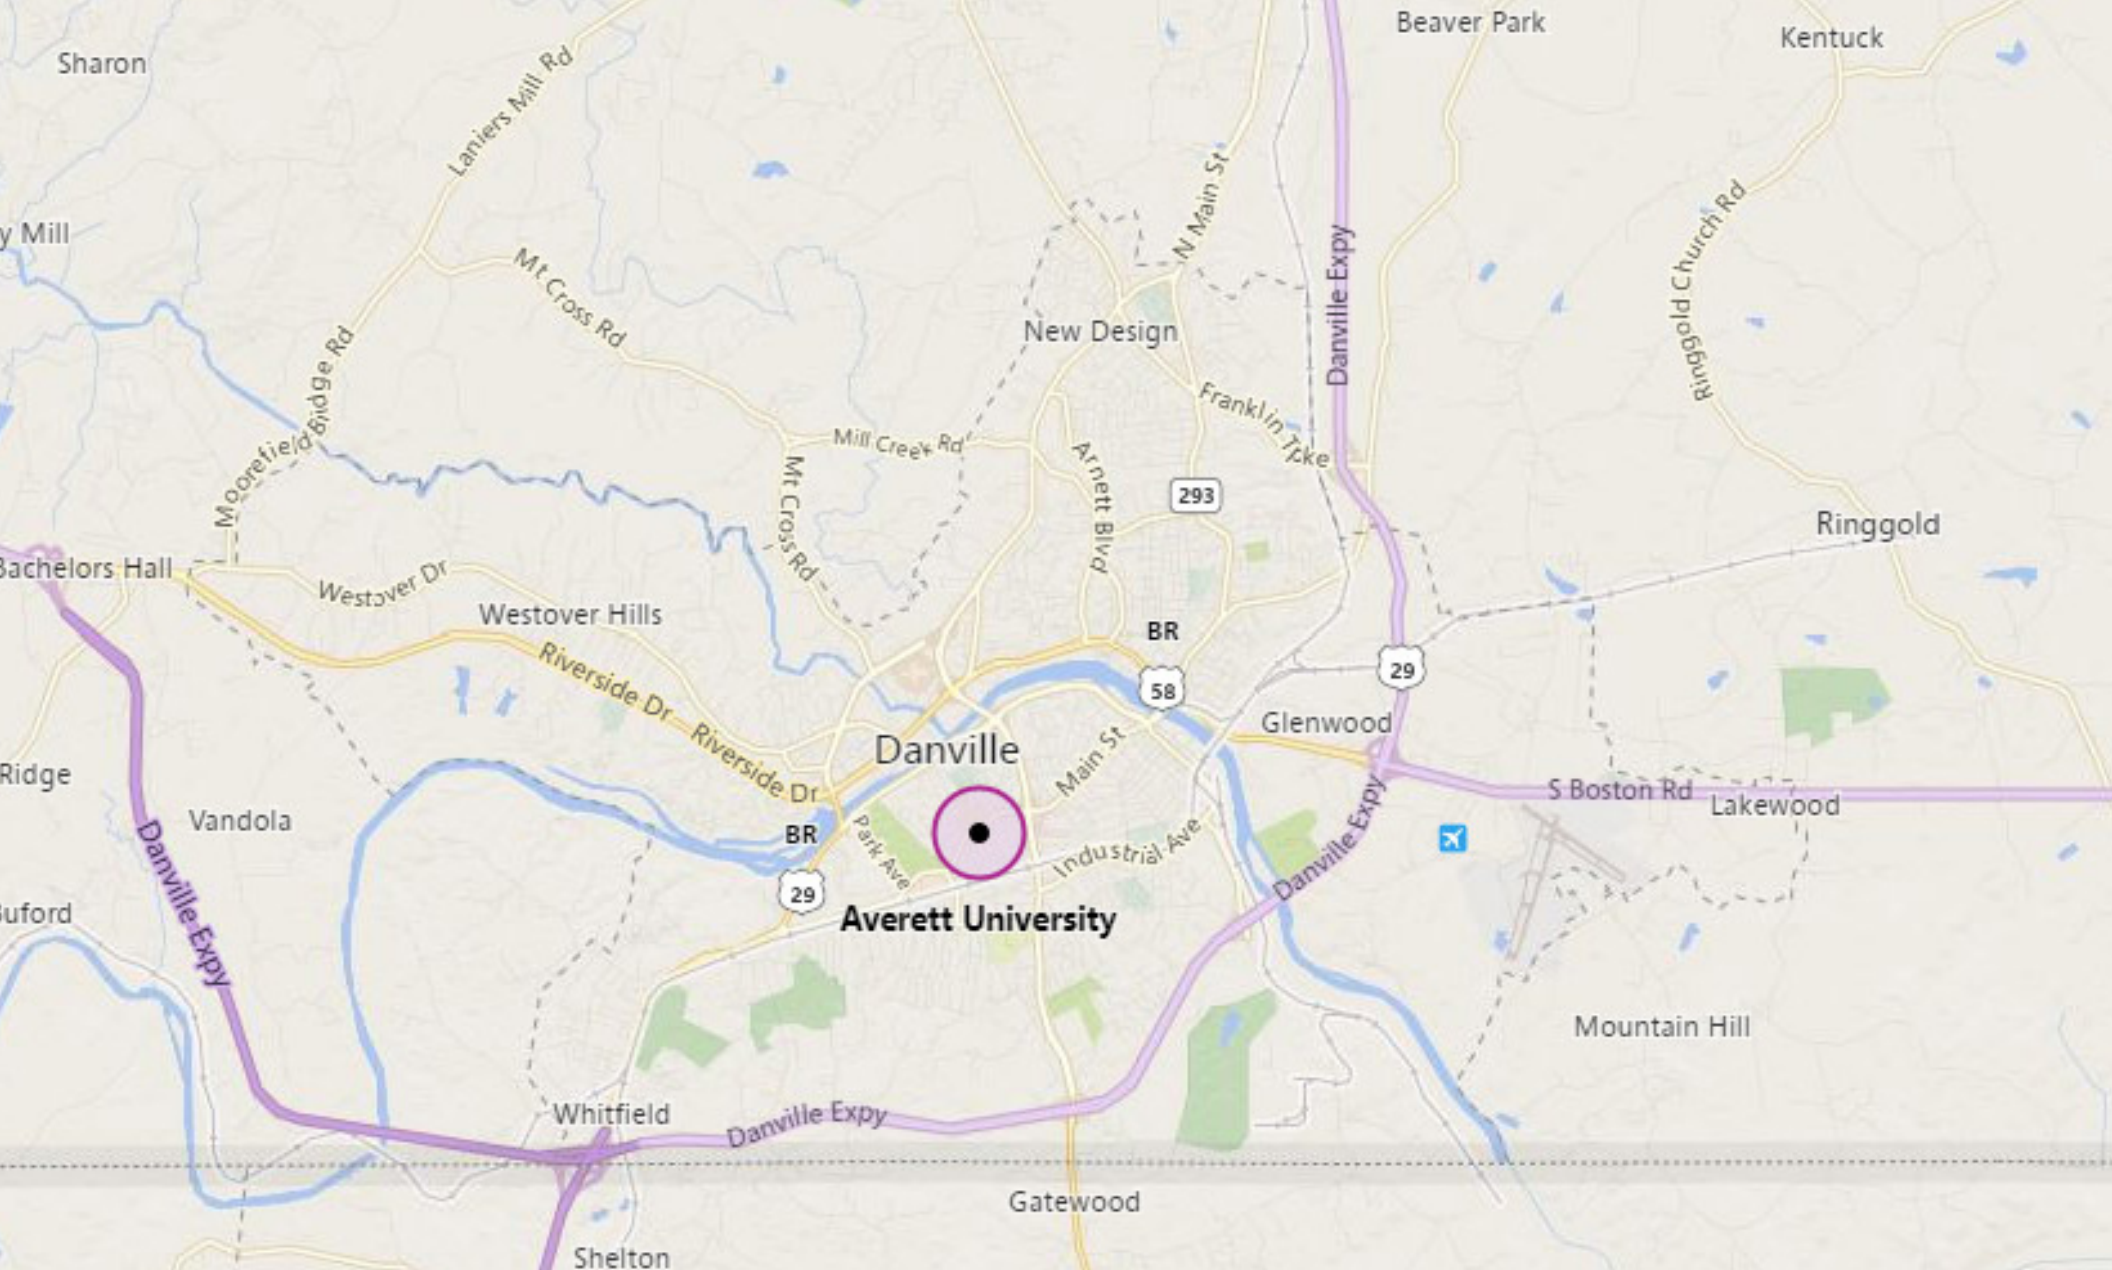 Beaver Park
Kentuck
Sharon
Laniers Mill Rd
N Main St
y Mill
Ringgold Church Rd
Mt Cross Rd
Danville Expy
New Design
Moorefield Bridge Rd
Franklin Tpke
Mill Creek Rd
Arnett Blvd
Mt Cross Rd
293
Ringgold
Bachelors Hall
Westover Dr
Westover Hills
BR
58
29
Riverside Dr
Riverside Dr
Glenwood
Danville
Main St
Ridge
S Boston Rd
Lakewood
Vandola
BR
29
Park Ave
Industrial Ave
Danville Expy
Danville Expy
Buford
Averett University
Mountain Hill
Whitfield
Danville Expy
Gatewood
Shelton